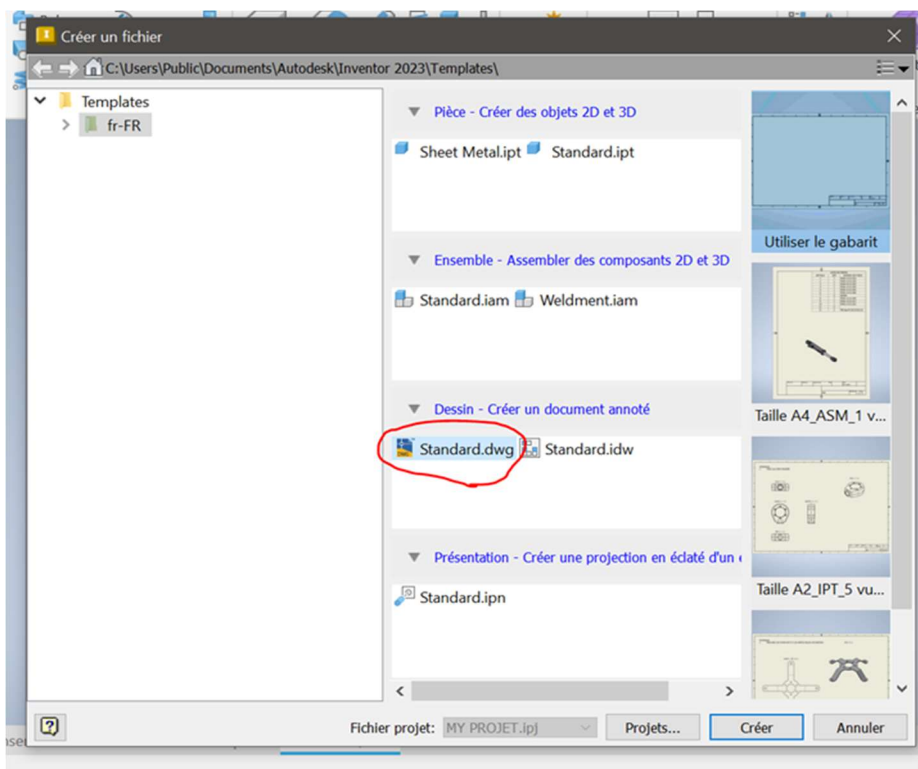 Créer un fichier
C:\Users\Public\Documents\Autodesk\Inventor 2023\Templates\
Templates
fr-FR
Pièce - Créer des objets 2D et 3D
Sheet Metal.ipt Standard.ipt
Ensemble - Assembler des composants 2D et 3D
Standard.iam Weldment.iam
Dessin - Créer un document annoté
Standard.dwg Standard.idw
Présentation - Créer une projection en éclaté d'un
Standard.ipn
Utiliser le gabarit
Taille A4_ASM_1 v...
Taille A2_IPT_5 vu...
Fichier projet: MY PROJET.ipj Projets... Créer Annuler